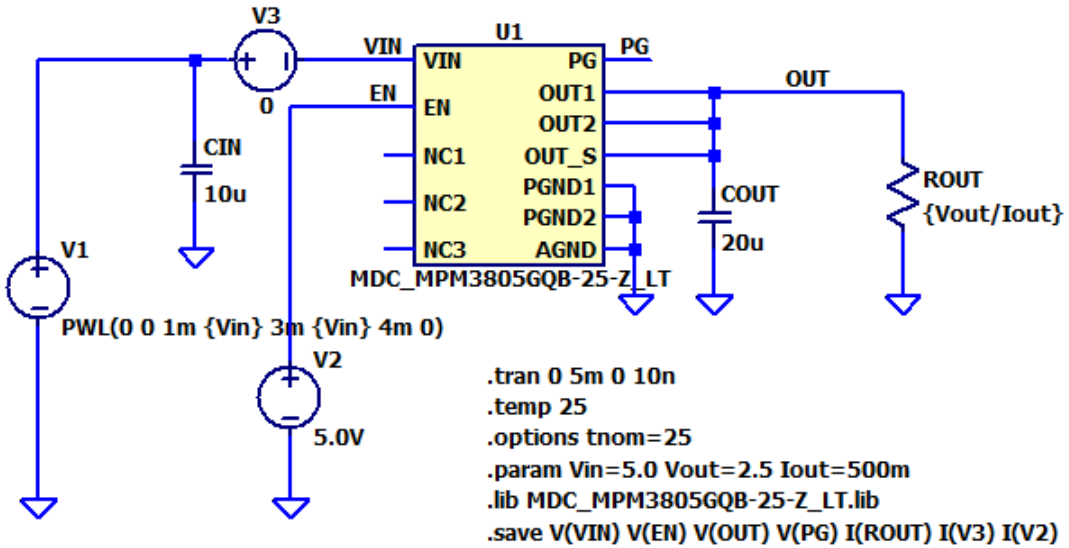 V3
U1
VIN
VIN
PG
PG
0
EN
EN
OUT1
OUT
OUT2
CIN
10u
NC1
OUT_S
NC2
PGND1
PGND2
COUT
20u
ROUT
{Vout/Iout}
NC3
AGND
MDC_MPM3805GQB-25-Z_LT
V1
PWL(0 0 1m {Vin} 3m {Vin} 4m 0)
V2
5.0V
.tran 0 5m 0 10n
.temp 25
.options tnom=25
.param Vin=5.0 Vout=2.5 Iout=500m
.lib MDC_MPM3805GQB-25-Z_LT.lib
.save V(VIN) V(EN) V(OUT) V(PG) I(ROUT) I(V3) I(V2)